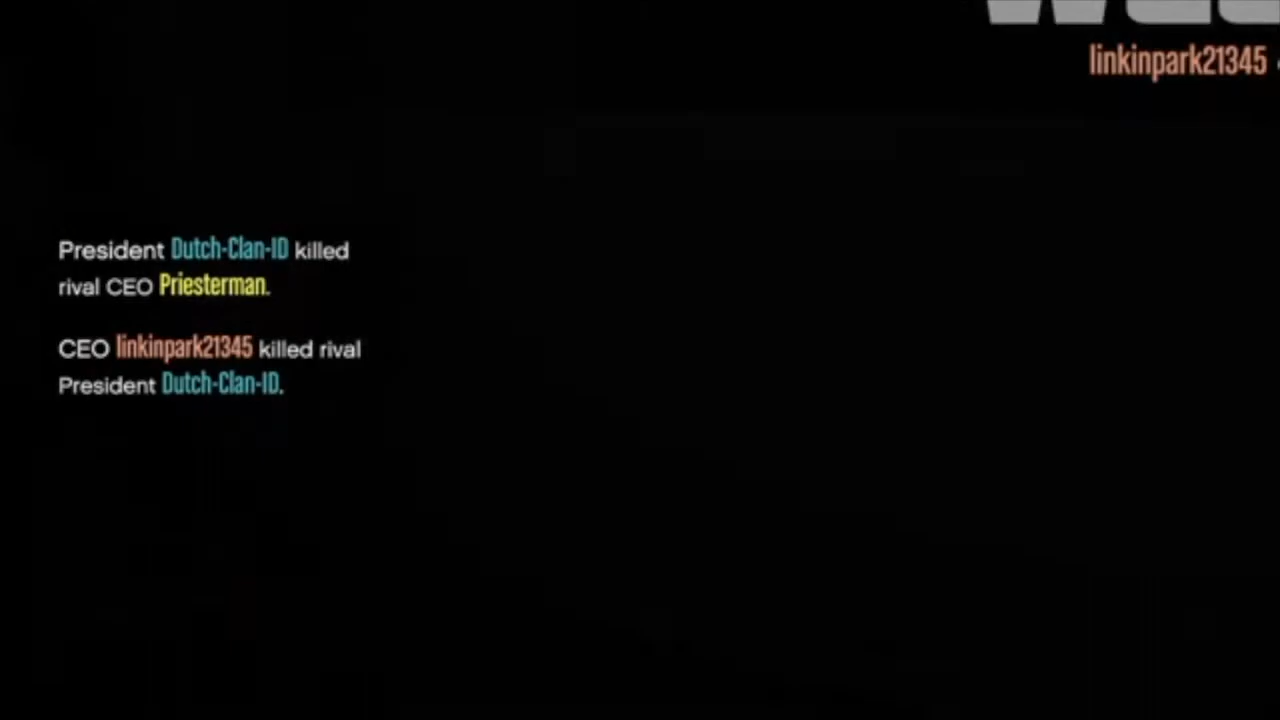 linkinpark21345
President Dutch-Clan-ID killed
rival CEO Priesterman.
CEO linkinpark21345 killed rival
President Dutch-Clan-ID.